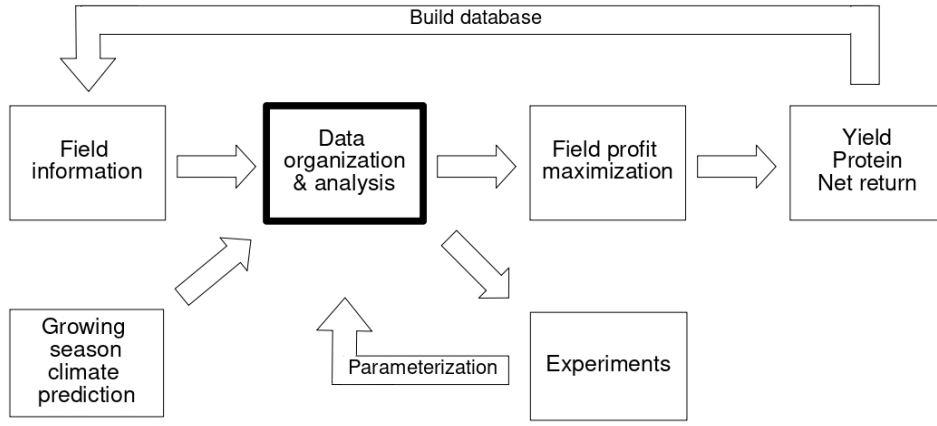 Build database
Field
information
Data
organization
& analysis
Field profit
maximization
Yield
Protein
Net return
Growing
season
climate
prediction
Parameterization
Experiments